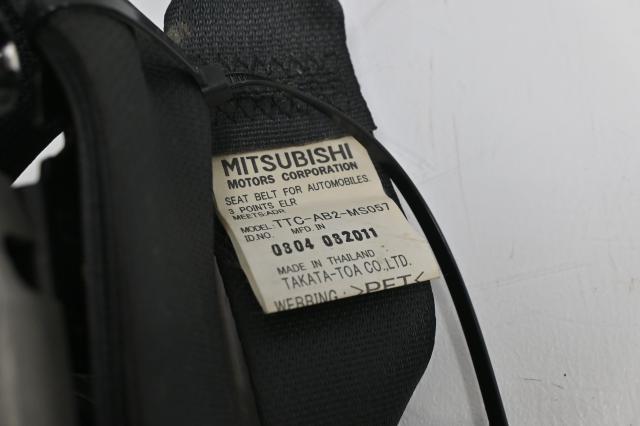 MITSUBISHI
MOTORS CORPORATION
SEAT BELT FOR AUTOMOBILES.
3 POINTS ELR
MEETS:ADR
MODEL:TTC-AB2-MS057
ID.NO. MFD.IN
0804 082011
MADE IN THAILAND
TAKATA-TOA CO.,LTD.
WEBBING: >PET<